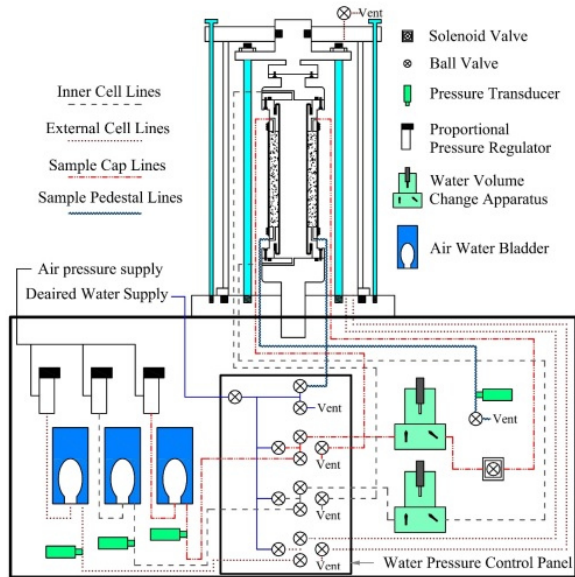 Vent
Solenoid Valve
Ball Valve
Pressure Transducer
Proportional
Pressure Regulator
Water Volume
Change Apparatus
Air Water Bladder
Inner Cell Lines
External Cell Lines
Sample Cap Lines
Sample Pedestal Lines
Air pressure supply
Deaired Water Supply
Vent
Vent
Vent
Vent
Vent
Water Pressure Control Panel